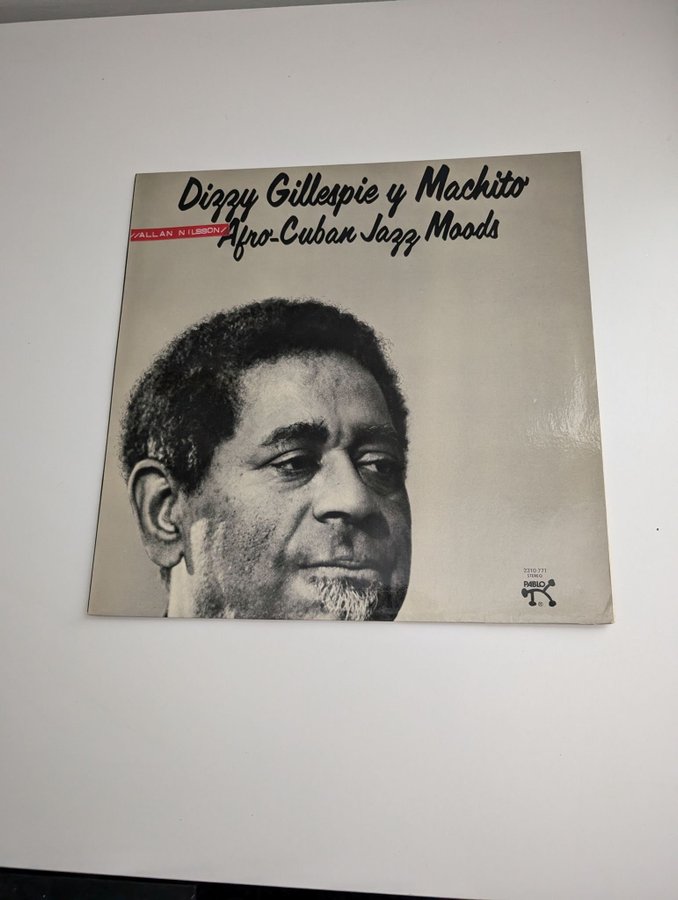 Dizzy Gillespie y Machito
//ALLAN NILSSON/
Afro-Cuban Jazz Moods
2310-771
STEREO
PABLO
®